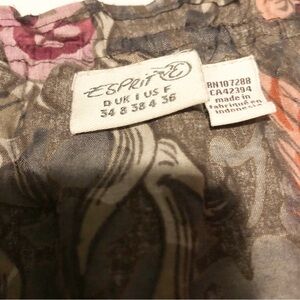 ESPRIT
D UK I US F
34 8 38 4 36
RN107288
CA42394
made in
fabriqué en
Indonesia